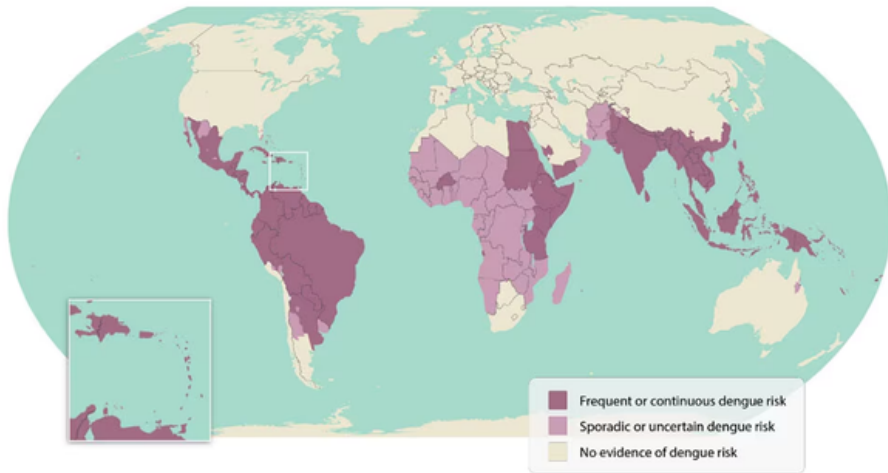 Frequent or continuous dengue risk
Sporadic or uncertain dengue risk
No evidence of dengue risk